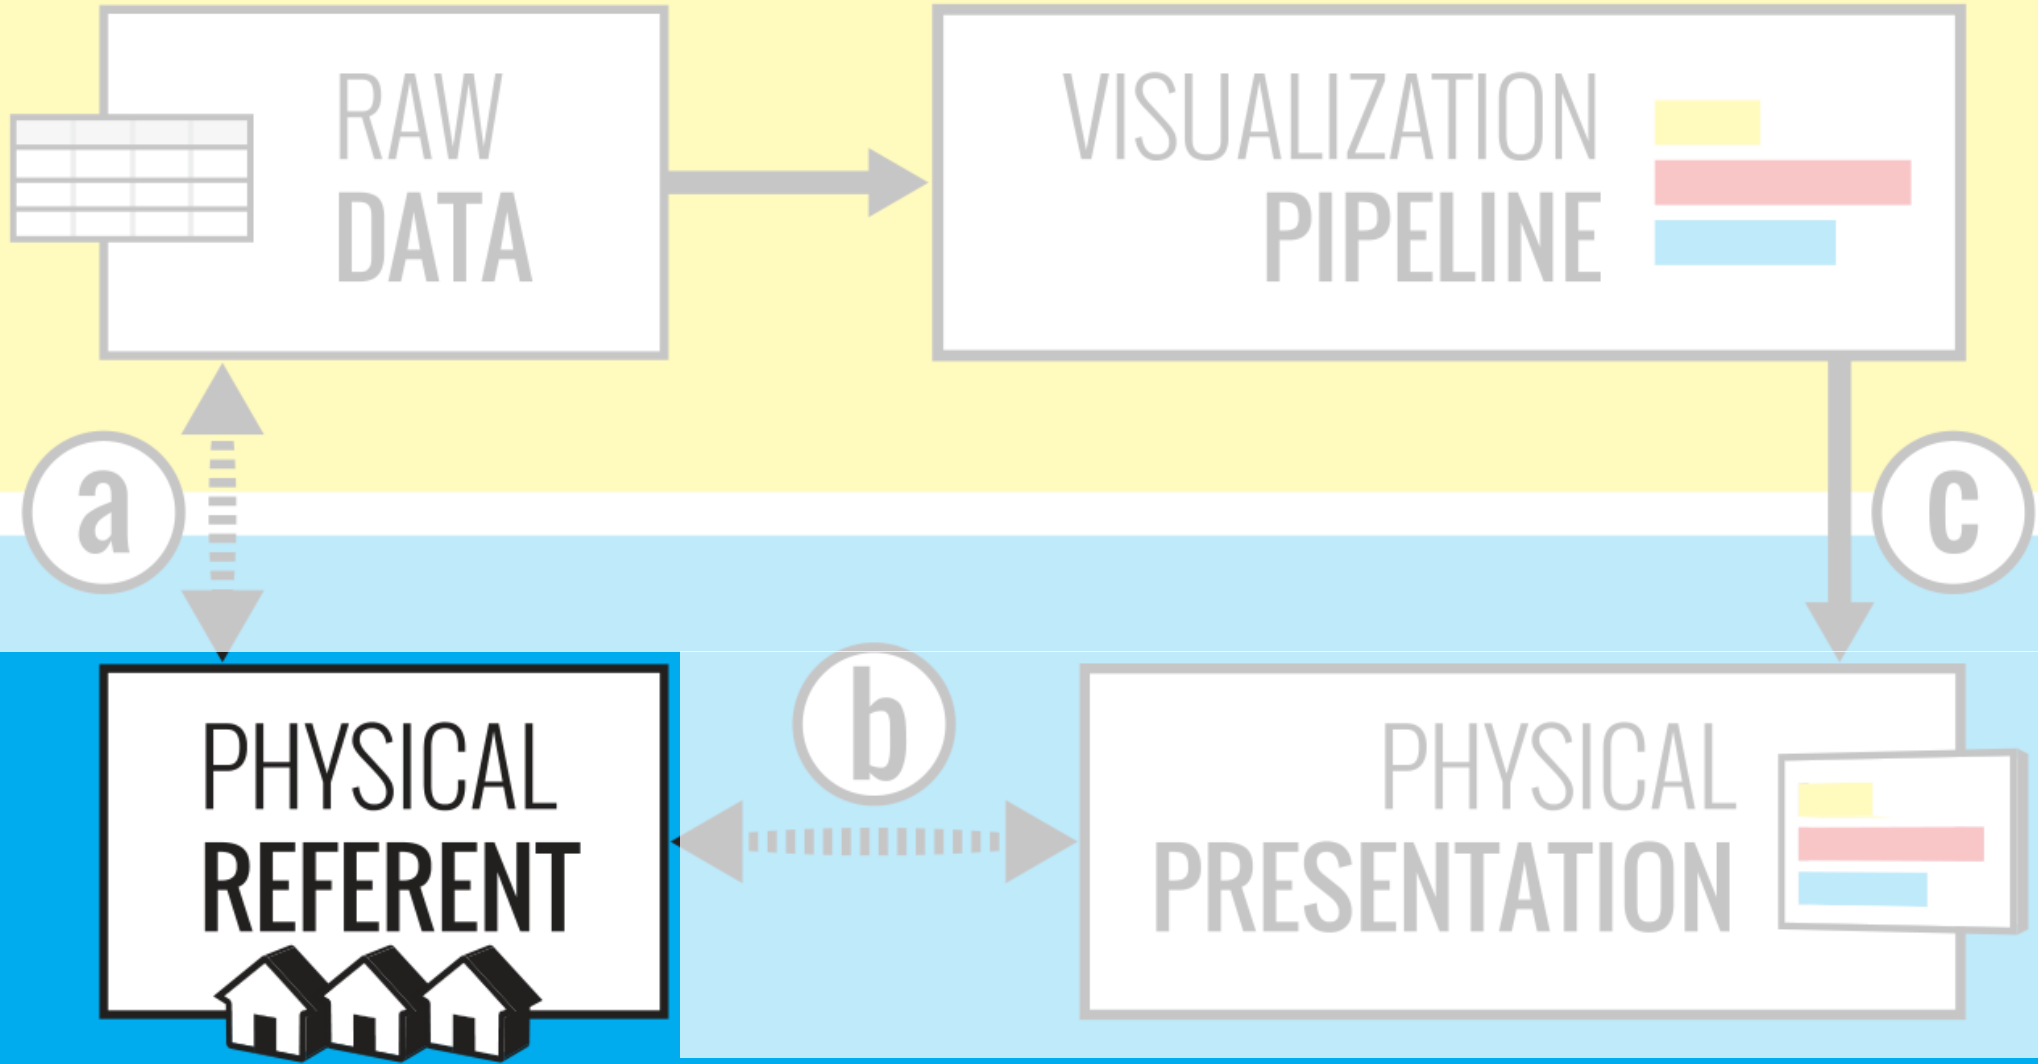 RAW
DATA
VISUALIZATION
PIPELINE
a
c
PHYSICAL
REFERENT
b
PHYSICAL
PRESENTATION